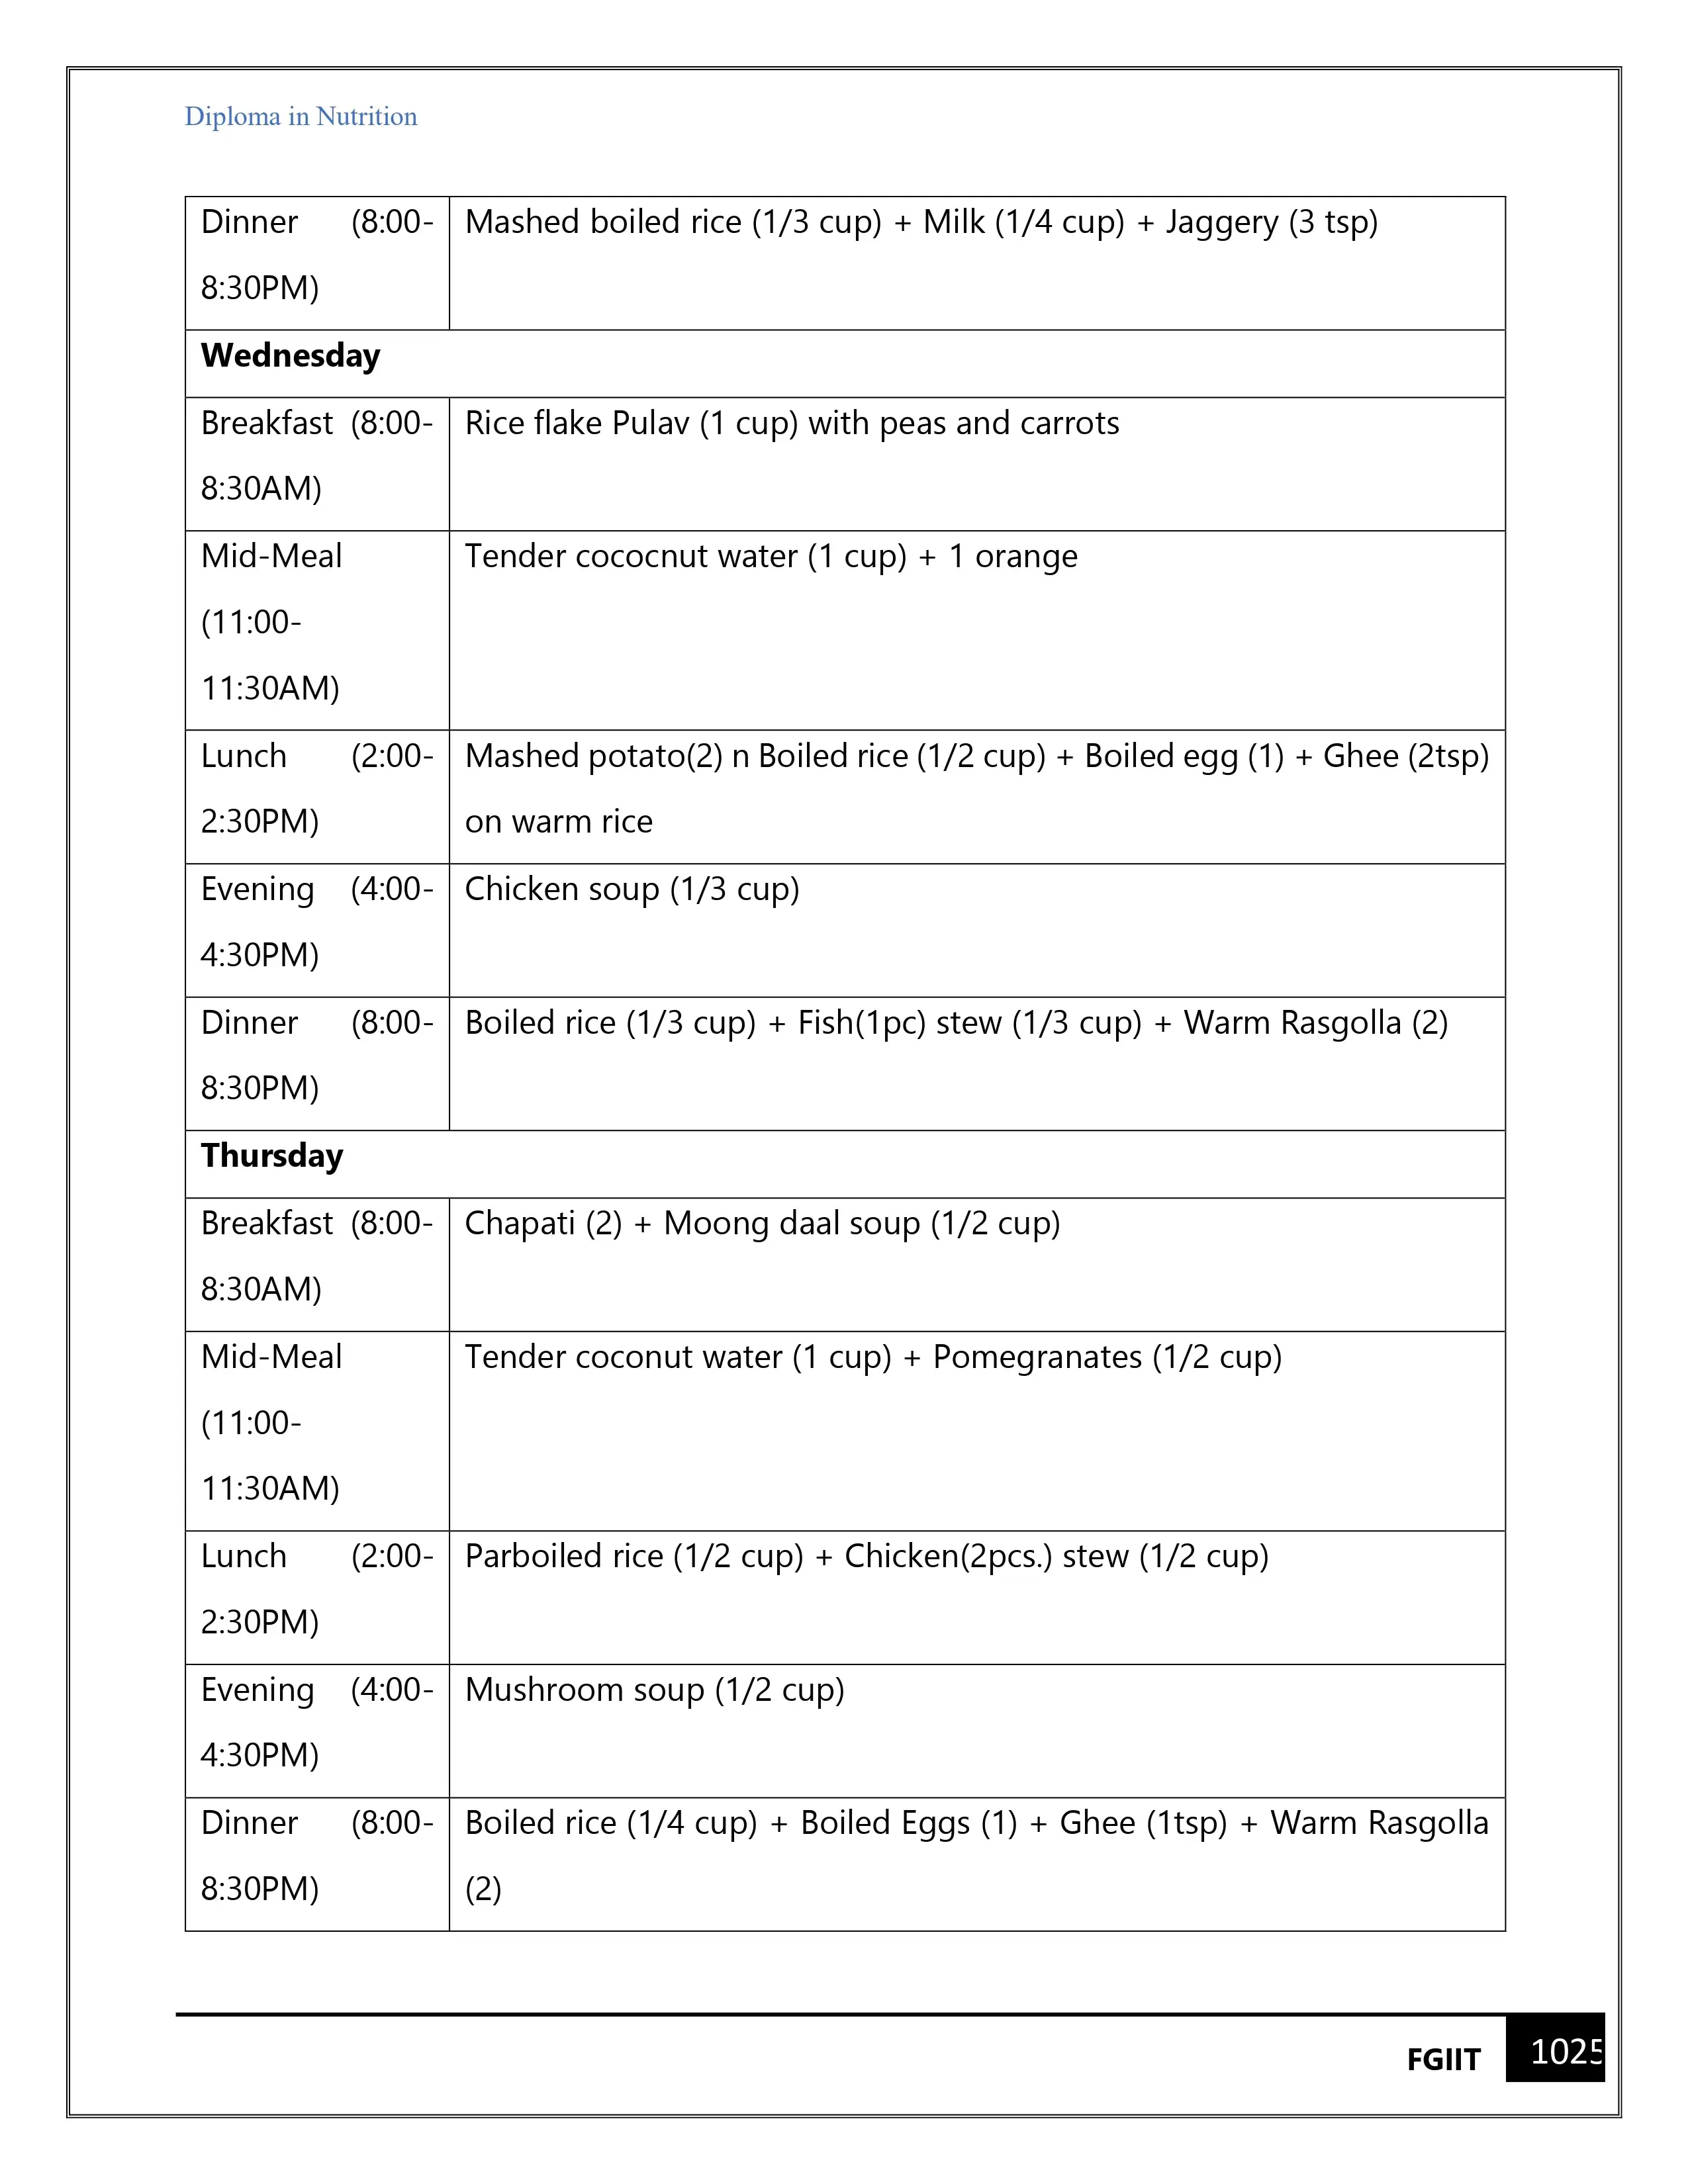 Diploma in Nutrition
Dinner (8:00-
8:30PM)
Mashed boiled rice (1/3 cup) + Milk (1/4 cup) + Jaggery (3 tsp)
Wednesday
Breakfast (8:00-
8:30AM)
Rice flake Pulav (1 cup) with peas and carrots
Mid-Meal
(11:00-
11:30AM)
Tender cococnut water (1 cup) + 1 orange
Lunch (2:00-
2:30PM)
Mashed potato(2) n Boiled rice (1/2 cup) + Boiled egg (1) + Ghee (2tsp)
on warm rice
Evening (4:00-
4:30PM)
Chicken soup (1/3 cup)
Dinner (8:00-
8:30PM)
Boiled rice (1/3 cup) + Fish(1pc) stew (1/3 cup) + Warm Rasgolla (2)
Thursday
Breakfast (8:00-
8:30AM)
Chapati (2) + Moong daal soup (1/2 cup)
Mid-Meal
(11:00-
11:30AM)
Tender coconut water (1 cup) + Pomegranates (1/2 cup)
Lunch (2:00-
2:30PM)
Parboiled rice (1/2 cup) + Chicken(2pcs.) stew (1/2 cup)
Evening (4:00-
4:30PM)
Mushroom soup (1/2 cup)
Dinner (8:00-
8:30PM)
Boiled rice (1/4 cup) + Boiled Eggs (1) + Ghee (1tsp) + Warm Rasgolla
(2)
FGIIT 1025